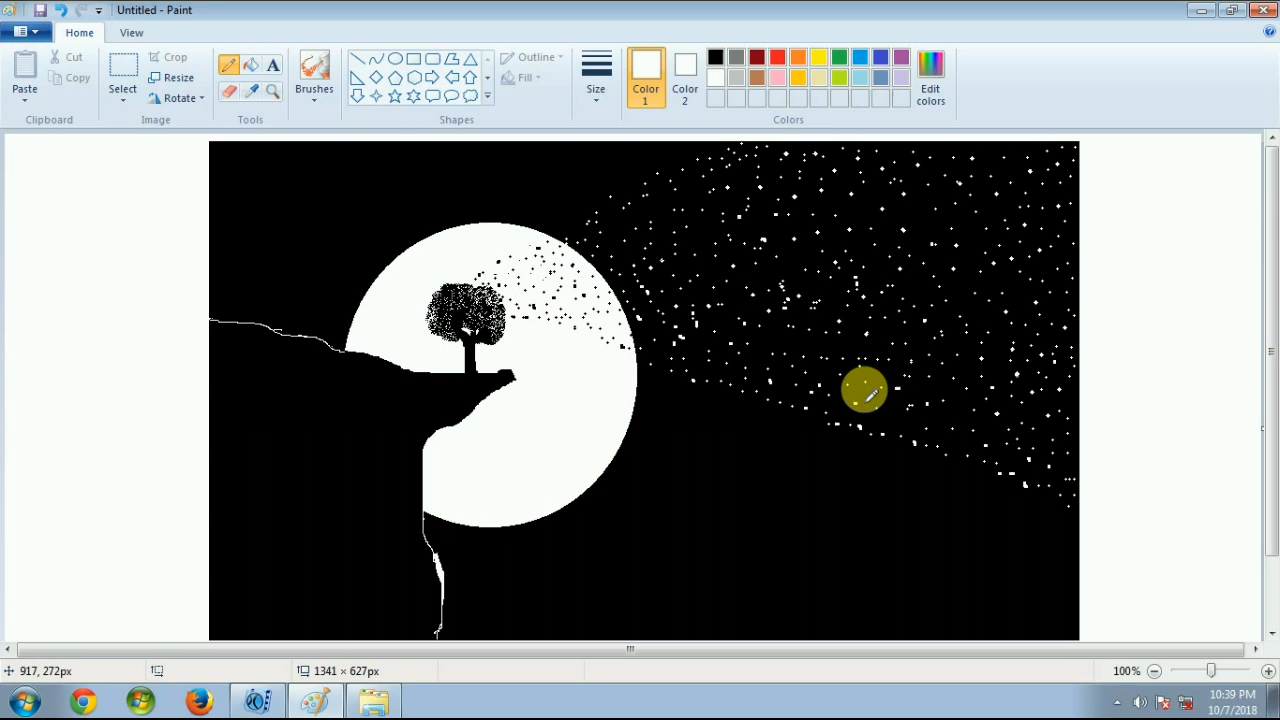 Untitled - Paint
Home View
Paste
Cut
Copy
Clipboard
Select
Crop
Resize
Rotate
Image
A
Tools
Brushes
Outline
Fill
Shapes
Size
Color 1
Color 2
Edit colors
Colors
917, 272px
1341 × 627px
100%
10:39 PM
10/7/2018